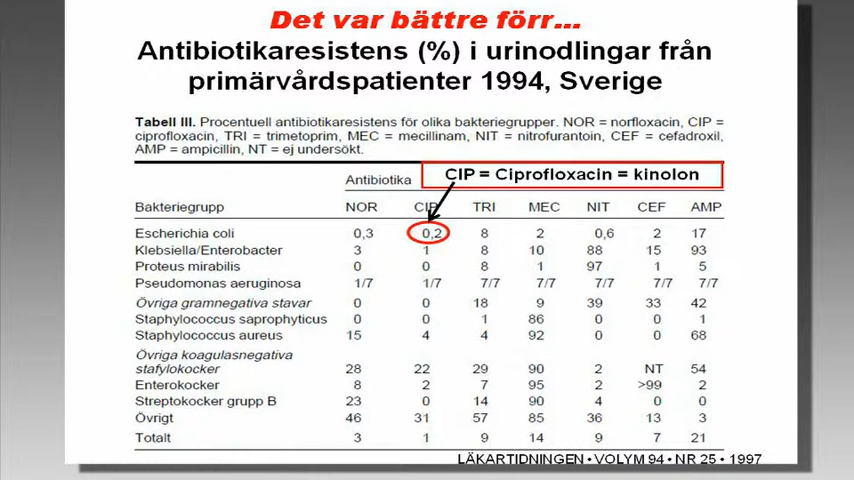 Det var bättre förr...
Antibiotikaresistens (%) i urinodlingar från
primärvårdspatienter 1994, Sverige
Tabell III. Procentuell antibiotikaresistens för olika bakteriegrupper. NOR = norfloxacin, CIP =
ciprofloxacin, TRI = trimetoprim, MEC = mecillinam, NIT = nitrofurantoin, CEF = cefadroxil,
AMP = ampicillin, NT = ej undersökt.
Antibiotika
CIP = Ciprofloxacin = kinolon
Bakteriegrupp NOR CIP TRI MEC NIT CEF AMP
Escherichia coli 0,3 0,2 8 2 0,6 2 17
Klebsiella/Enterobacter 3 1 8 10 88 15 93
Proteus mirabilis 0 0 8 1 97 1 5
Pseudomonas aeruginosa 1/7 1/7 7/7 7/7 7/7 7/7 7/7
Övriga gramnegativa stavar 0 0 18 9 39 33 42
Staphylococcus saprophyticus 0 0 1 86 0 0 1
Staphylococcus aureus 15 4 4 92 0 0 68
Övriga koagulasnegativa
stafylokocker 28 22 29 90 2 NT 54
Enterokocker 8 2 7 95 2 >99 2
Streptokocker grupp B 23 0 14 90 4 0 0
Övrigt 46 31 57 85 36 13 3
Totalt 3 1 9 14 9 7 21
LÄKARTIDNINGEN • VOLYM 94 • NR 25 • 1997